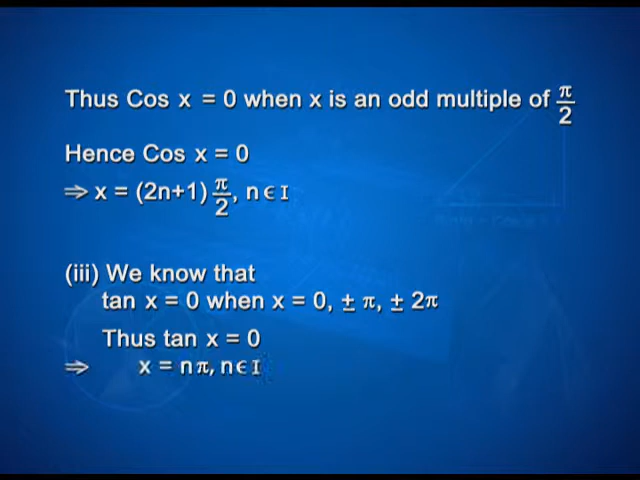 Thus Cos x = 0 when x is an odd multiple of π/2
Hence Cos x = 0
⇒ x = (2n+1) π/2, n ϵ I
(iii) We know that
tan x = 0 when x = 0, ± π, ± 2π
Thus tan x = 0
⇒ x = nπ, n ϵ I